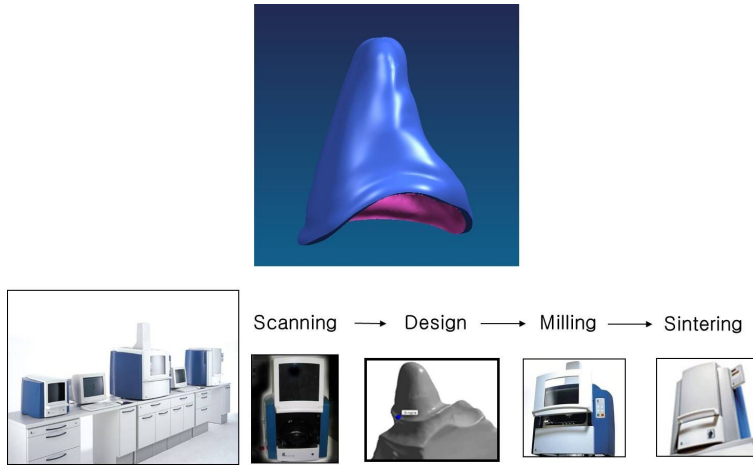 Scanning → Design → Milling → Sintering